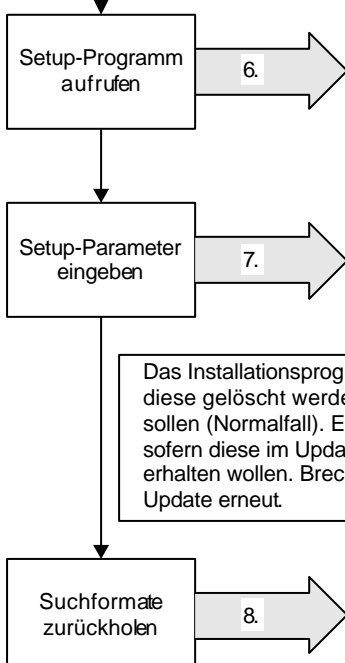 Setup-Programm
aufrufen
6.
Setup-Parameter
eingeben
7.
Das Installationsprog
diese gelöscht werde
sollen (Normalfall). E
sofern diese im Upda
erhalten wollen. Brec
Update erneut.
Suchformate
zurückholen
8.